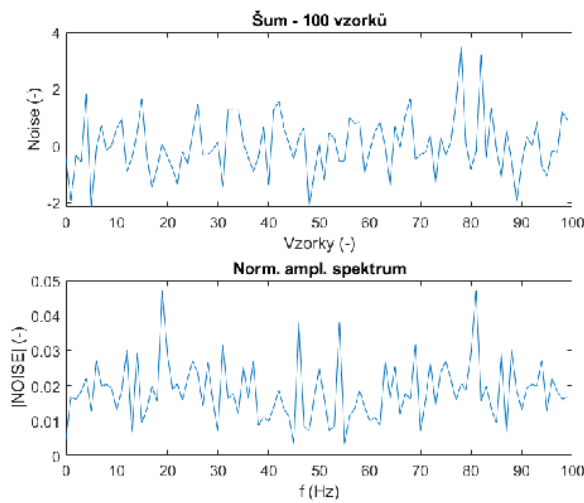 Šum - 100 vzorků
Noise (-)
4
2
0
-2
0 10 20 30 40 50 60 70 80 90 100
Vzorky (-)
Norm. ampl. spektrum
|NOISE| (-)
0.05
0.04
0.03
0.02
0.01
0
0 10 20 30 40 50 60 70 80 90 100
f (Hz)